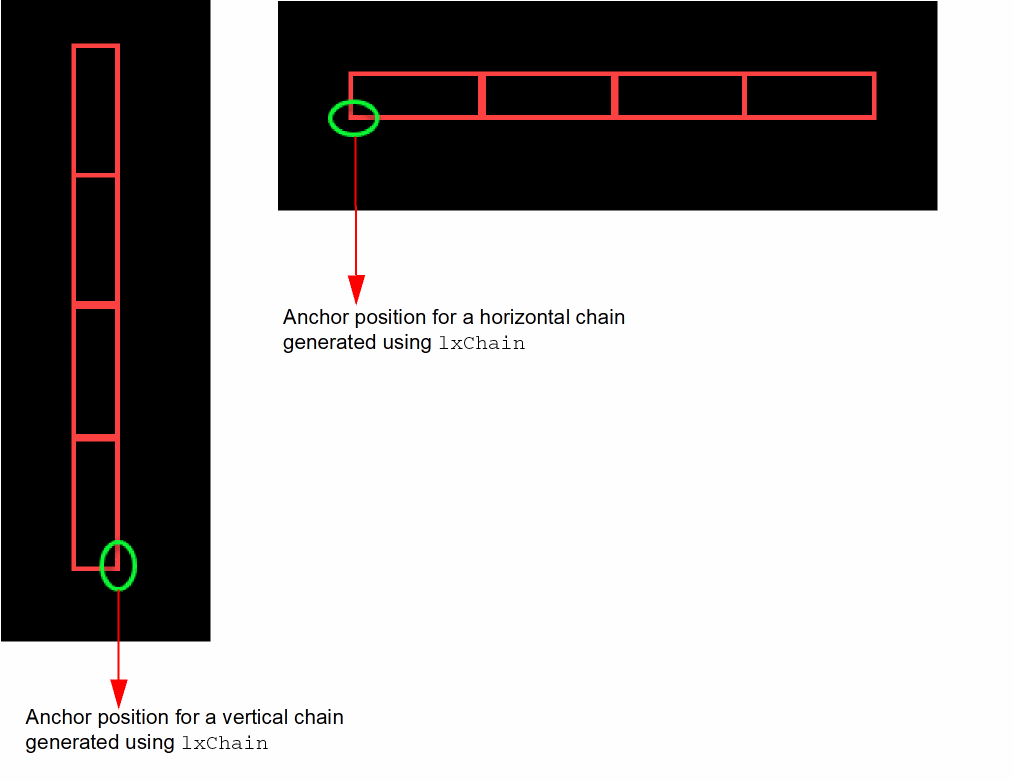 Anchor position for a horizontal chain
generated using lxChain
Anchor position for a vertical chain
generated using lxChain